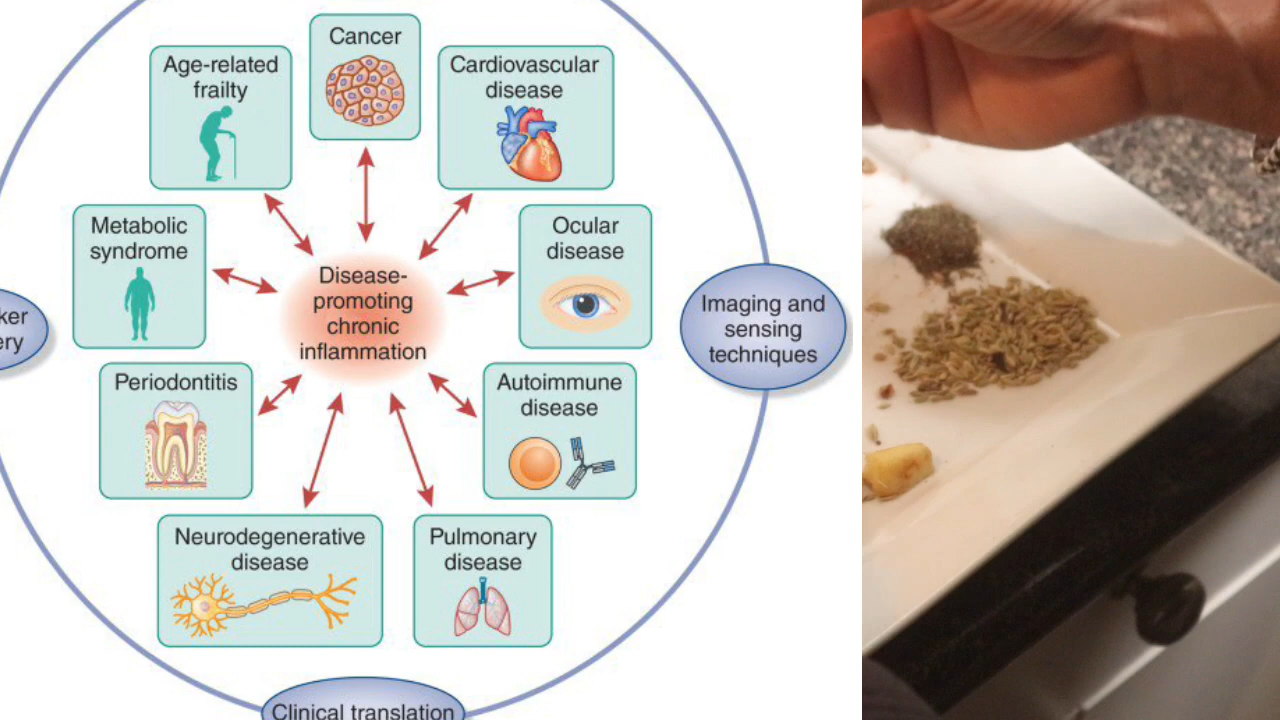 Cancer
Age-related
frailty
Cardiovascular
disease
Metabolic
syndrome
Ocular
disease
Disease-
promoting
chronic
inflammation
ker
ery
Imaging and
sensing
techniques
Periodontitis
Autoimmune
disease
Neurodegenerative
disease
Pulmonary
disease
Clinical translation